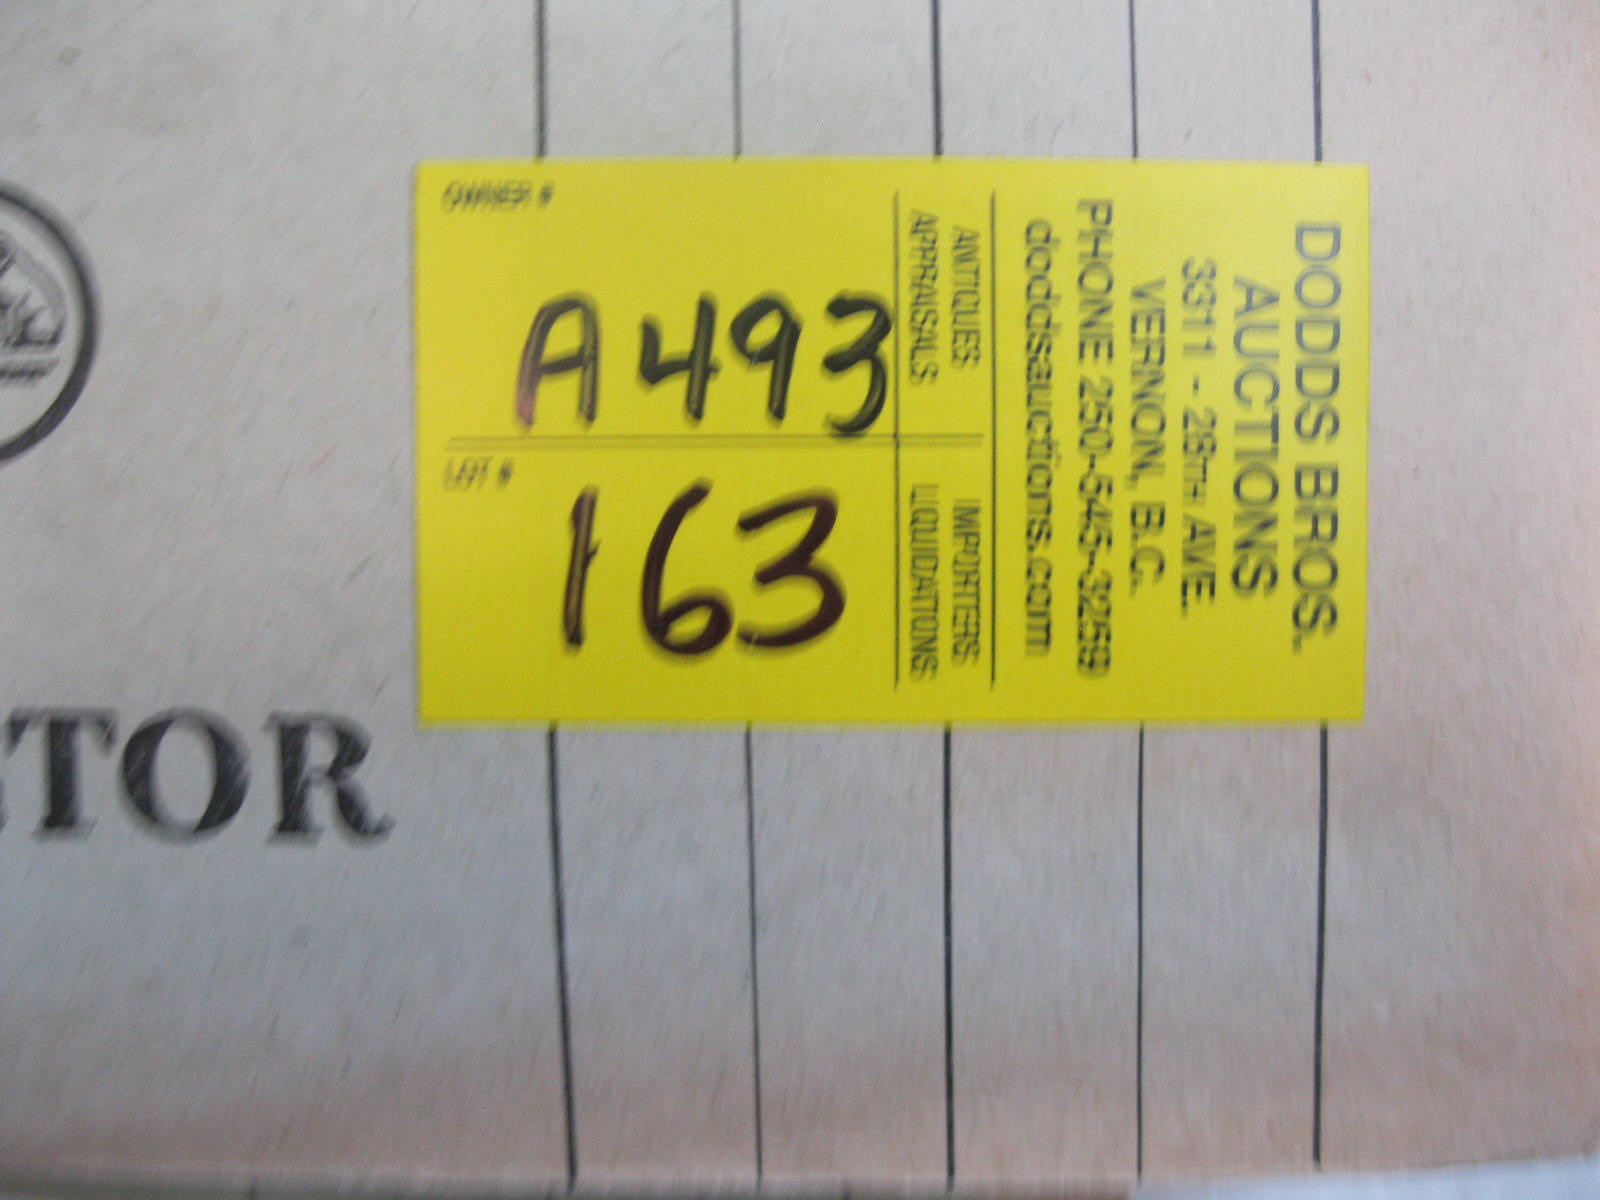 DODDS BROS.
AUCTIONS
3311 - 28TH AVE.
VERNON, B.C.
PHONE 250-545-3259
doddsauctions.com
ANTIQUES IMPORTERS
APPRAISALS LIQUIDATIONS
OWNER #
A493
LOT #
163
TOR